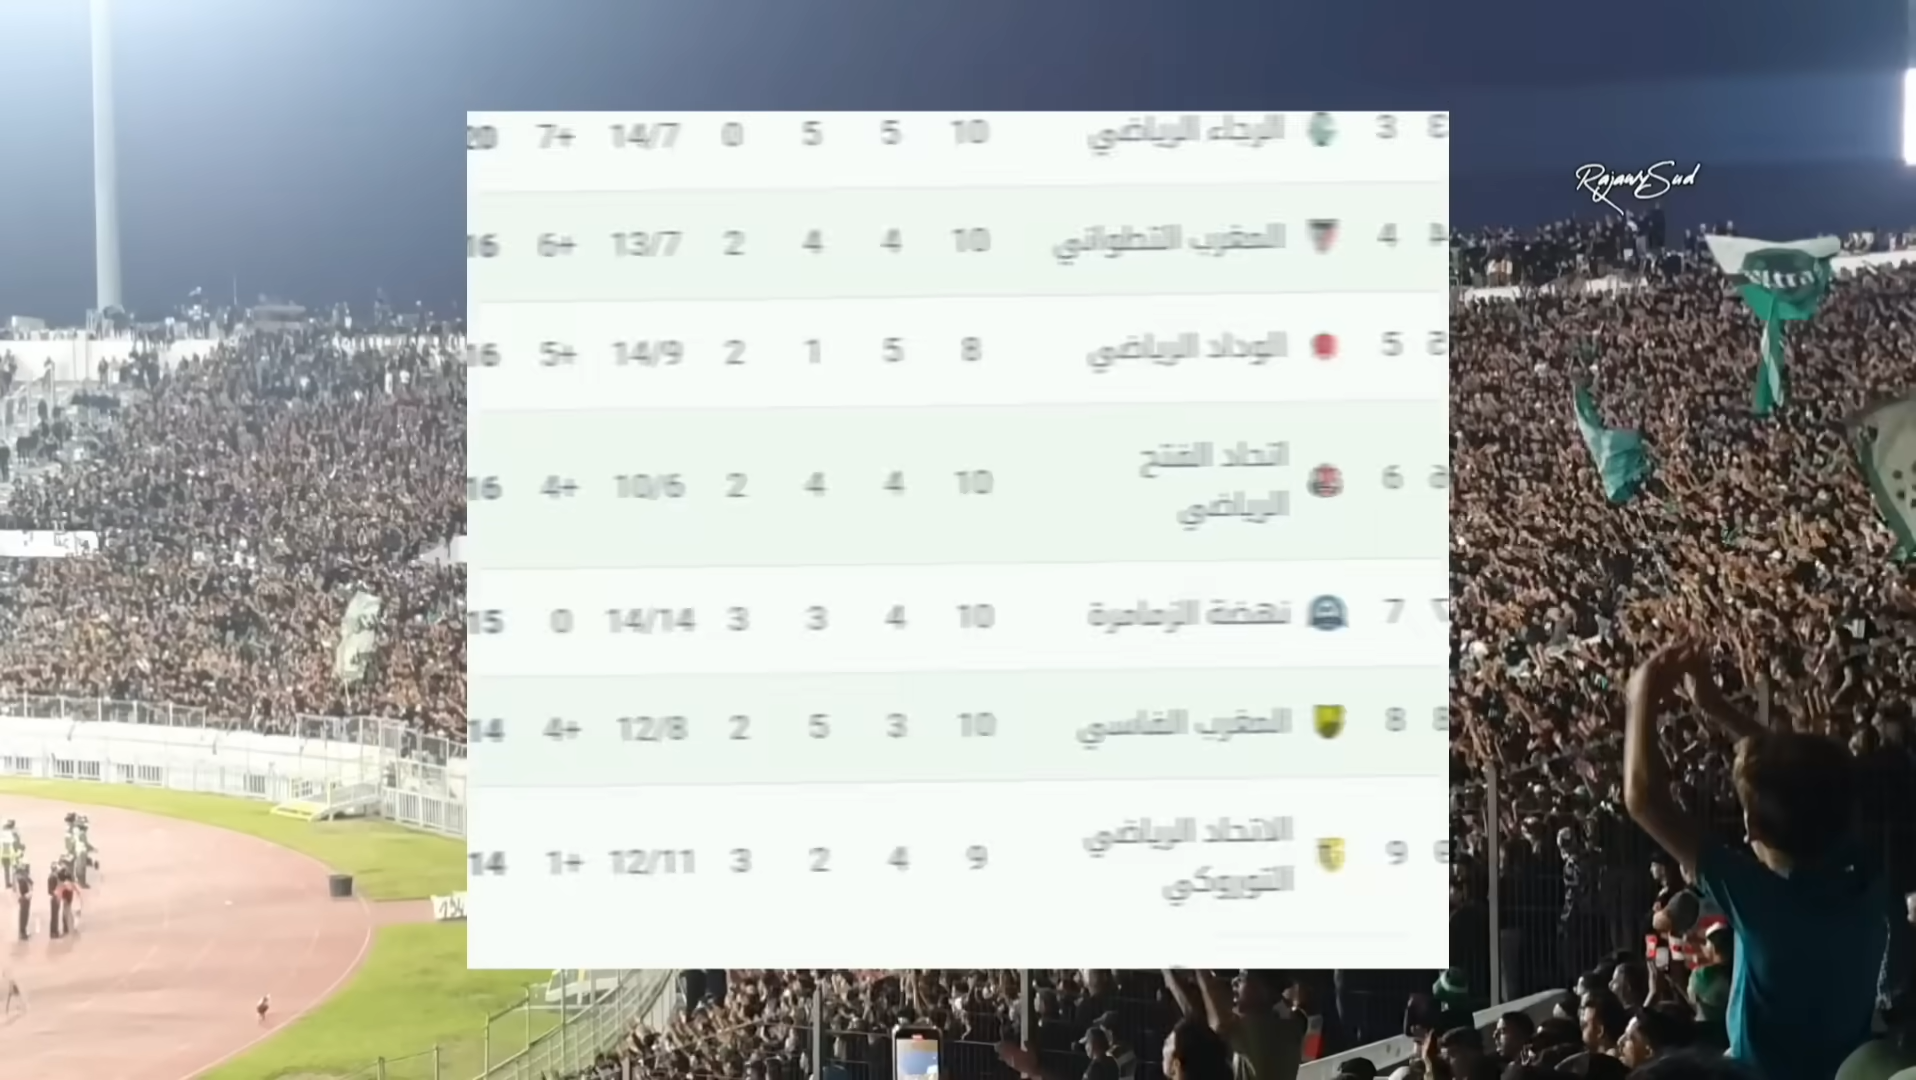 3 الرجاء الرياضي 10 5 5 0 14/7 7+ 20
4 المغرب التطواني 10 4 4 2 13/7 6+ 16
5 الوداد الرياضي 8 5 1 2 14/9 5+ 16
6 اتحاد الفتح
الرياضي 10 4 4 2 10/6 4+ 16
7 نهضة الزمامرة 10 4 3 3 14/14 0 15
8 المغرب الفاسي 10 3 5 2 12/8 4+ 14
9 الاتحاد الرياضي
التوروكي 9 4 2 3 12/11 1+ 14
RajawySud
Ultra